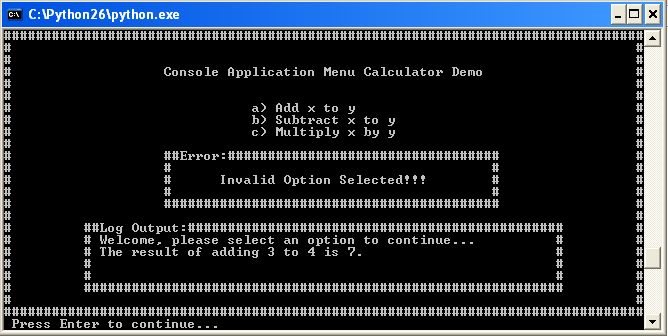 C:\Python26\python.exe
################################################################################
Console Application Menu Calculator Demo
a) Add x to y
b) Subtract x to y
c) Multiply x by y
##Error:##################################
# #
# Invalid Option Selected!!! #
# #
##########################################
##Log Output:###############################################
# Welcome, please select an option to continue... #
# The result of adding 3 to 4 is 7. #
# #
# #
############################################################
################################################################################
Press Enter to continue...